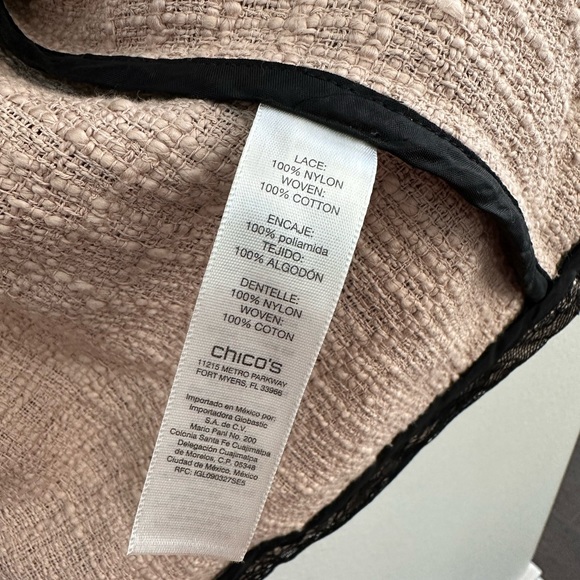 LACE:
100% NYLON
WOVEN:
100% COTTON
ENCAJE:
100% poliamida
TEJIDO:
100% ALGODÓN
DENTELLE:
100% NYLON
WOVEN:
100% COTON
chico's
11215 METRO PARKWAY
FORT MYERS, FL 33966
Importado en México por:
Importadora Globastic
S.A. de C.V.
Mario Pani No. 200
Colonia Santa Fe Cuajimalpa
Delegación Cuajimalpa
de Morelos, C.P. 05348
Ciudad de México, México
RFC: IGL090327SE5